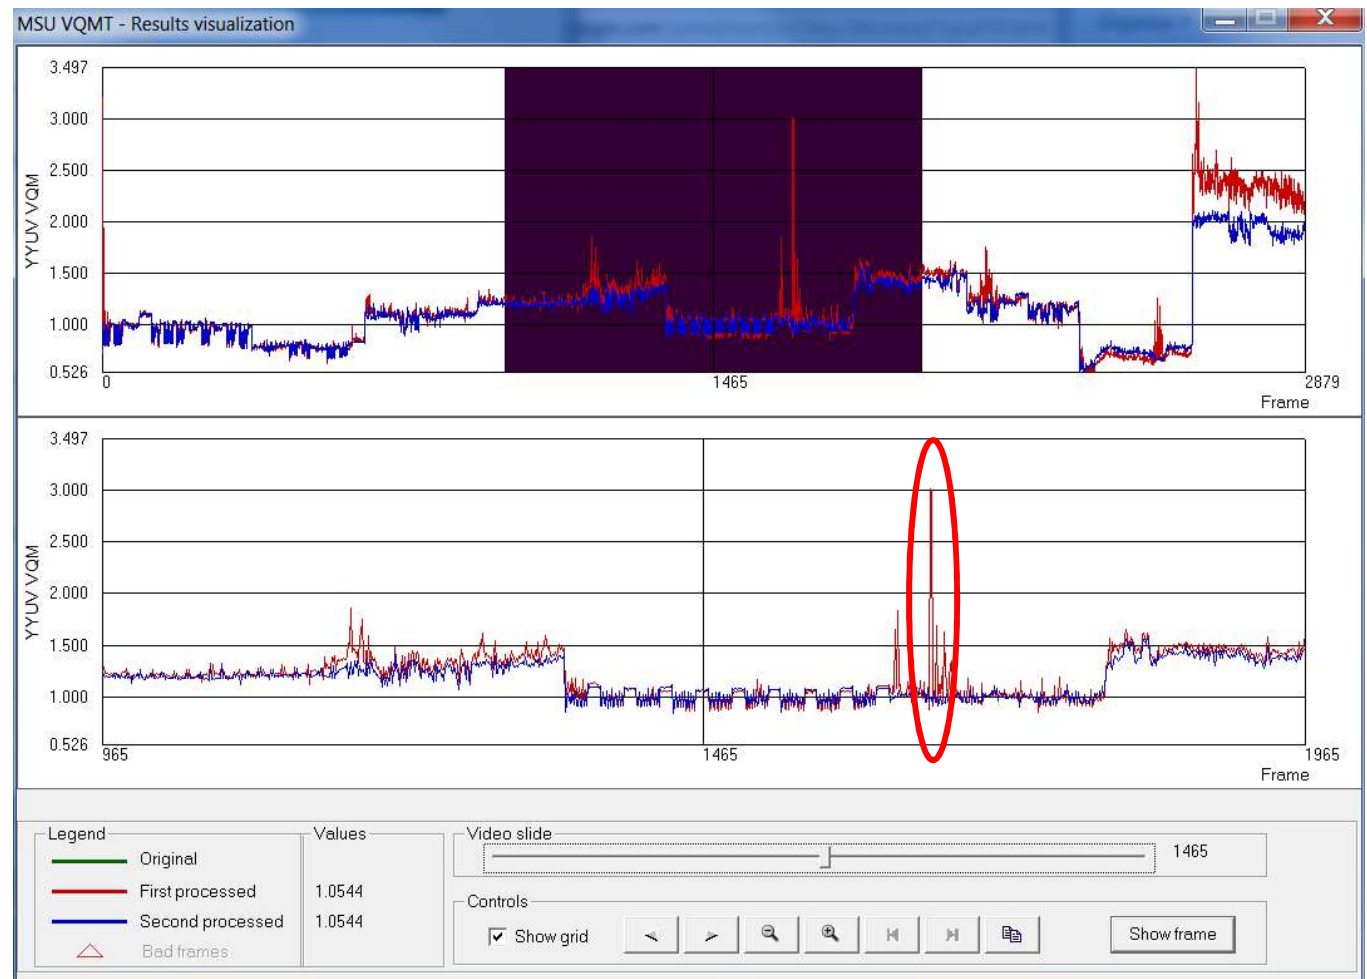 MSU VQMT - Results visualization
3.497
3.000
2.500
2.000
1.500
1.000
0.526
YYUV VQM
0 1465 2879
Frame
3.497
3.000
2.500
2.000
1.500
1.000
0.526
YYUV VQM
965 1465 1965
Frame
Legend Values Video slide
Original 1465
First processed 1.0544
Second processed 1.0544
Bad frames
Controls
Show grid Show frame